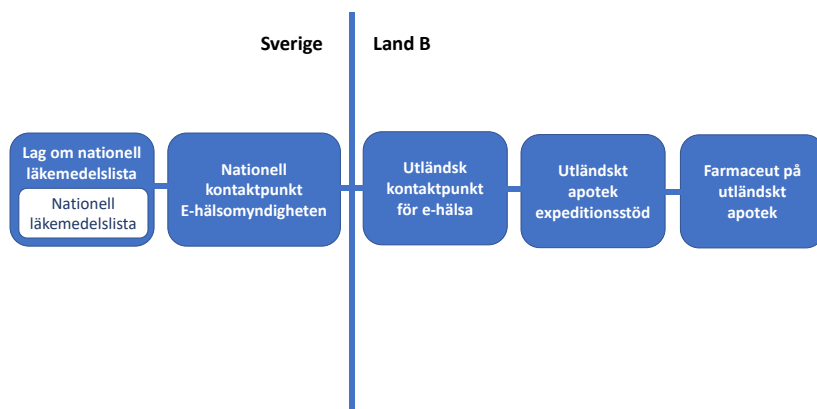 Sverige
Land B
Lag om nationell
läkemedelslista
Nationell
läkemedelslista
Nationell
kontaktpunkt
E-hälsomyndigheten
Utländsk
kontaktpunkt
för e-hälsa
Utländskt
apotek
expeditionsstöd
Farmaceut på
utländskt
apotek